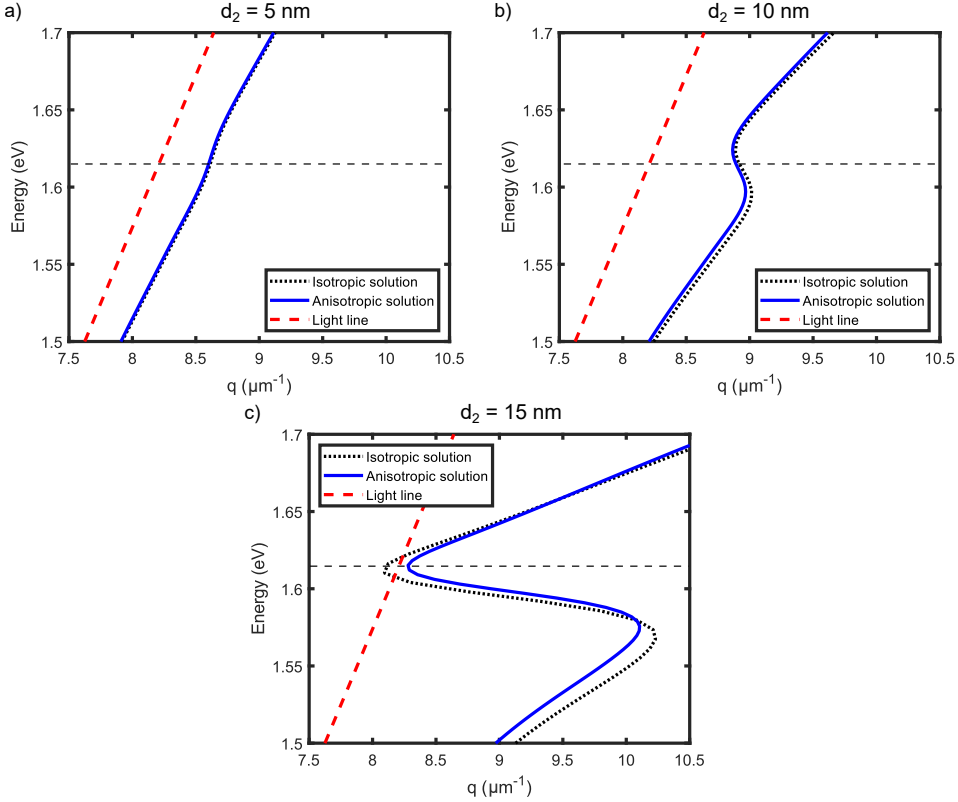 a)
d₂ = 5 nm
1.7
1.65
1.6
1.55
1.5
Energy (eV)
7.5 8 8.5 9 9.5 10 10.5
q (µm⁻¹)
Isotropic solution
Anisotropic solution
Light line
b)
d₂ = 10 nm
1.7
1.65
1.6
1.55
1.5
Energy (eV)
7.5 8 8.5 9 9.5 10 10.5
q (µm⁻¹)
Isotropic solution
Anisotropic solution
Light line
c)
d₂ = 15 nm
1.7
1.65
1.6
1.55
1.5
Energy (eV)
7.5 8 8.5 9 9.5 10 10.5
q (µm⁻¹)
Isotropic solution
Anisotropic solution
Light line